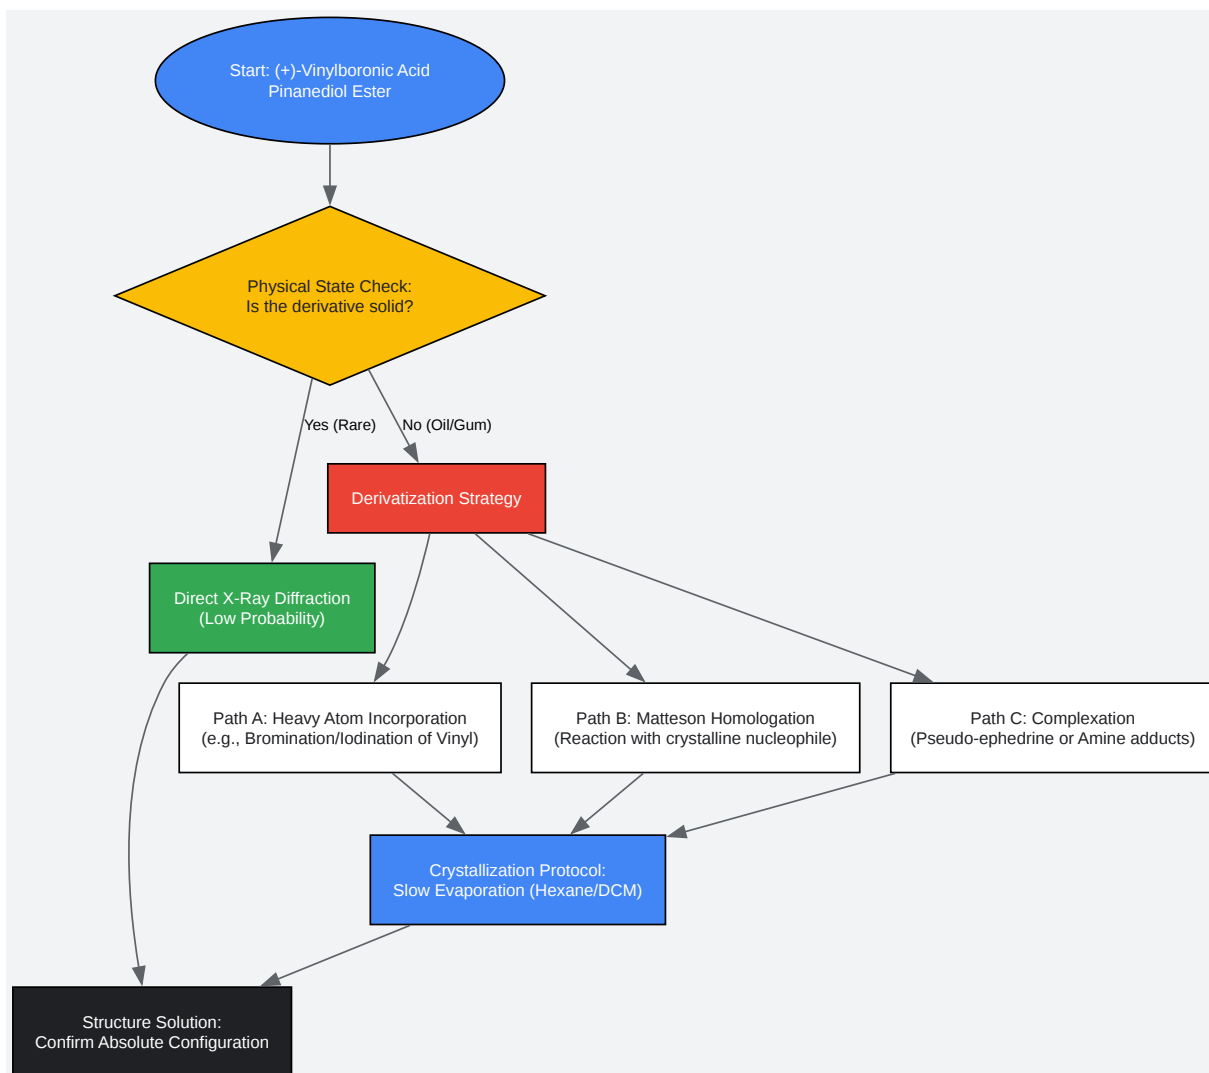 Start: (+)-Vinylboronic Acid
Pinanediol Ester
Physical State Check:
Is the derivative solid?
Yes (Rare)
No (Oil/Gum)
Derivatization Strategy
Direct X-Ray Diffraction
(Low Probability)
Path A: Heavy Atom Incorporation
(e.g., Bromination/Iodination of Vinyl)
Path B: Matteson Homologation
(Reaction with crystalline nucleophile)
Path C: Complexation
(Pseudo-ephedrine or Amine adducts)
Crystallization Protocol:
Slow Evaporation (Hexane/DCM)
Structure Solution:
Confirm Absolute Configuration